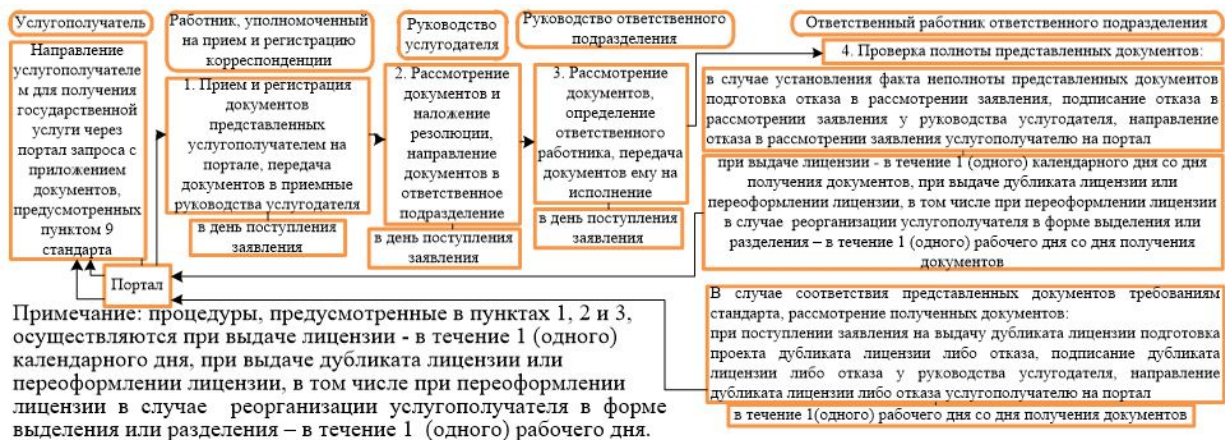 Услугополучатель
Направление
услугополучателе
м для получения
государственной
услуги через
портал запроса с
приложением
документов,
предусмотренных
пунктом 9
стандарта
Портал
Работник, уполномоченный
на прием и регистрацию
корреспонденции
1. Прием и регистрация
документов
представленных
услугополучателем на
портале, передача
документов в приемные
руководства услугодателя
в день поступления
заявления
Руководство
услугодателя
2. Рассмотрение
документов и
наложение
резолюции,
направление
документов в
ответственное
подразделение
в день поступления
заявления
Руководство ответственного
подразделения
3. Рассмотрение
документов,
определение
ответственного
работника, передача
документов ему на
исполнение
в день поступления
заявления
Ответственный работник ответственного подразделения
4. Проверка полноты представленных документов:
в случае установления факта неполноты представленных документов
подготовка отказа в рассмотрении заявления, подписание отказа в
рассмотрении заявления у руководства услугодателя, направление
отказа в рассмотрении заявления услугополучателю на портал
при выдаче лицензии - в течение 1 (одного) календарного дня со дня
получения документов, при выдаче дубликата лицензии или
переоформлении лицензии, в том числе при переоформлении лицензии
в случае реорганизации услугополучателя в форме выделения или
разделения – в течение 1 (одного) рабочего дня со дня получения
документов
В случае соответствия представленных документов требованиям
стандарта, рассмотрение полученных документов:
при поступлении заявления на выдачу дубликата лицензии подготовка
проекта дубликата лицензии либо отказа, подписание дубликата
лицензии либо отказа у руководства услугодателя, направление
дубликата лицензии либо отказа услугополучателю на портал
в течение 1(одного) рабочего дня со дня получения документов
Примечание: процедуры, предусмотренные в пунктах 1, 2 и 3,
осуществляются при выдаче лицензии - в течение 1 (одного)
календарного дня, при выдаче дубликата лицензии или
переоформлении лицензии, в том числе при переоформлении
лицензии в случае реорганизации услугополучателя в форме
выделения или разделения – в течение 1 (одного) рабочего дня.